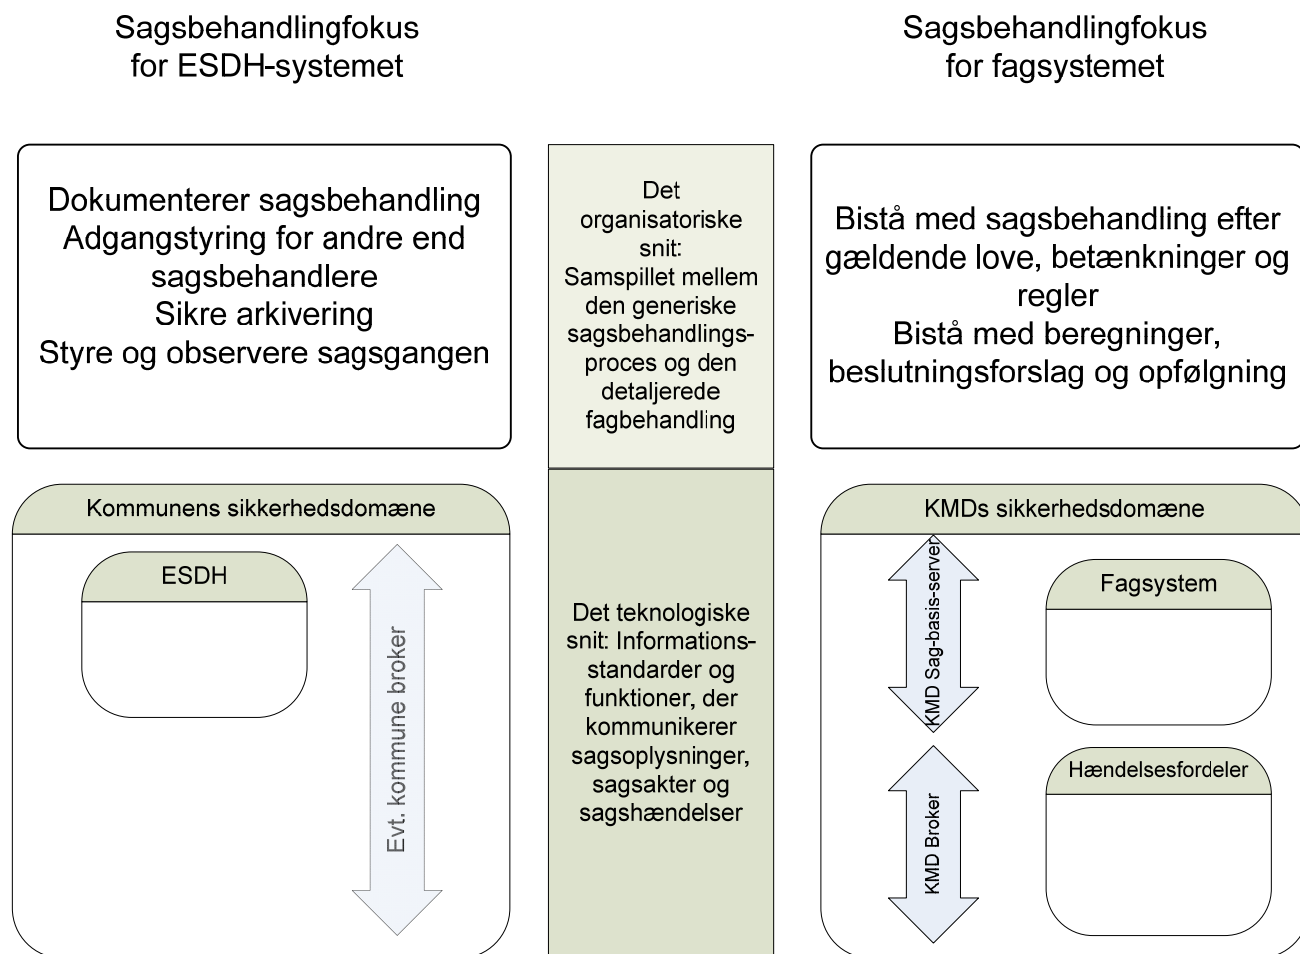 Sagsbehandlingfokus
for ESDH-systemet
Sagsbehandlingfokus
for fagsystemet
Dokumenterer sagsbehandling
Adgangstyring for andre end
sagsbehandlere
Sikre arkivering
Styre og observere sagsgangen
Det
organisatoriske
snit:
Samspillet mellem
den generiske
sagsbehandlings-
proces og den
detaljerede
fagbehandling
Bistå med sagsbehandling efter
gældende love, betænkninger og
regler
Bistå med beregninger,
beslutningsforslag og opfølgning
Kommunens sikkerhedsdomæne
ESDH
Evt. kommune broker
Det teknologiske
snit: Informations-
standarder og
funktioner, der
kommunikerer
sagsoplysninger,
sagsakter og
sagshændelser
KMDs sikkerhedsdomæne
KMD Sag-basis-server
Fagsystem
KMD Broker
Hændelsesfordeler